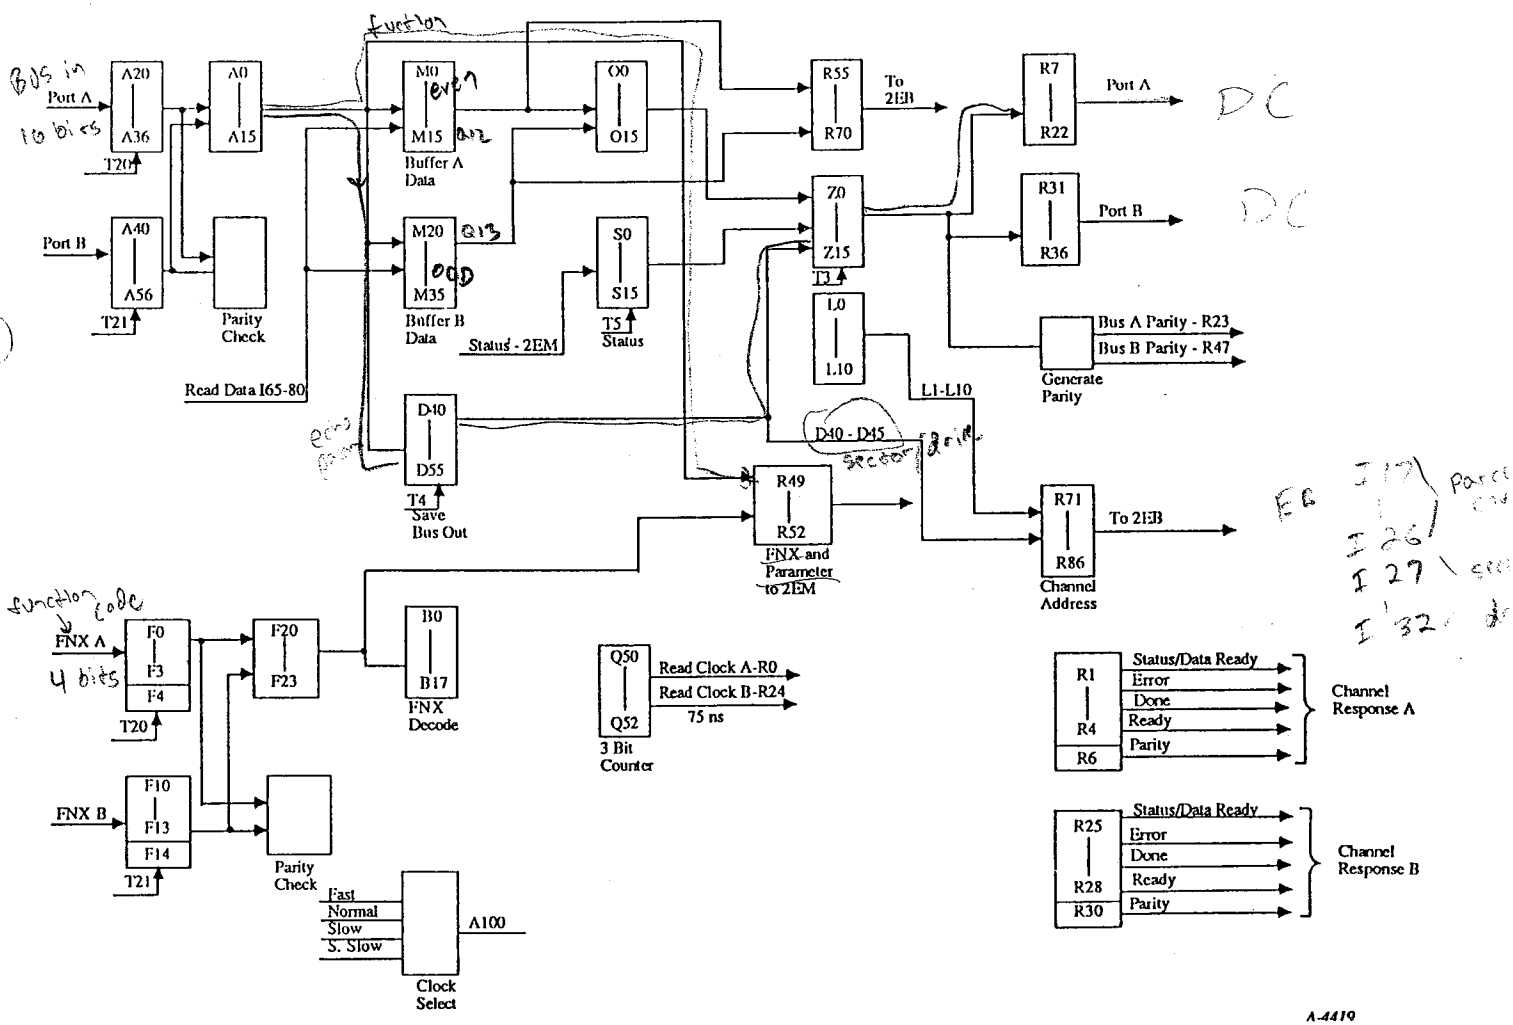 fuction
BUS in
Port A
10 bits
A20
A36
T20
A0
A15
M0
even
M15
Q12
Buffer A
Data
O0
O15
R55
R70
To
2EB
R7
R22
Port A
DC
Port B
A40
A56
T21
Parity
Check
M20
Q13
ODD
M35
Buffer B
Data
S0
S15
T5
Status
Status - 2EM
Z0
Z15
T3
R31
R36
Port B
DC
L0
L10
L1-L10
Bus A Parity - R23
Bus B Parity - R47
Generate
Parity
Read Data I65-80
D40
D55
T4
Save
Bus Out
D40 - D45
sector
R49
R52
FNX and
Parameter
to 2EM
R71
R86
To 2EB
Channel
Address
EB
I 17
I 26
I 27
I 32
function
code
FNX A
4 bits
F0
F3
F4
T20
F20
F23
B0
B17
FNX
Decode
Q50
Q52
3 Bit
Counter
Read Clock A-R0
Read Clock B-R24
75 ns
R1
R4
R6
Status/Data Ready
Error
Done
Ready
Parity
Channel
Response A
FNX B
F10
F13
F14
T21
Parity
Check
R25
R28
R30
Status/Data Ready
Error
Done
Ready
Parity
Channel
Response B
Fast
Normal
Slow
S. Slow
A100
Clock
Select
A-4419